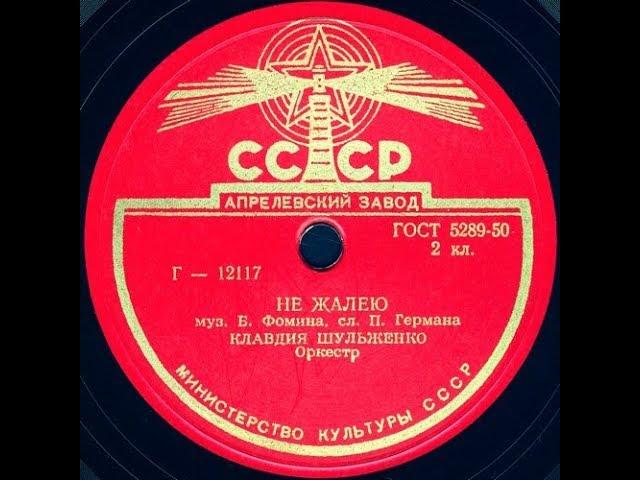 СССР
АПРЕЛЕВСКИЙ ЗАВОД
ГОСТ 5289-50
2 кл.
Г — 12117
НЕ ЖАЛЕЮ
муз. Б. Фомина, сл. П. Германа
КЛАВДИЯ ШУЛЬЖЕНКО
Оркестр
МИНИСТЕРСТВО КУЛЬТУРЫ СССР